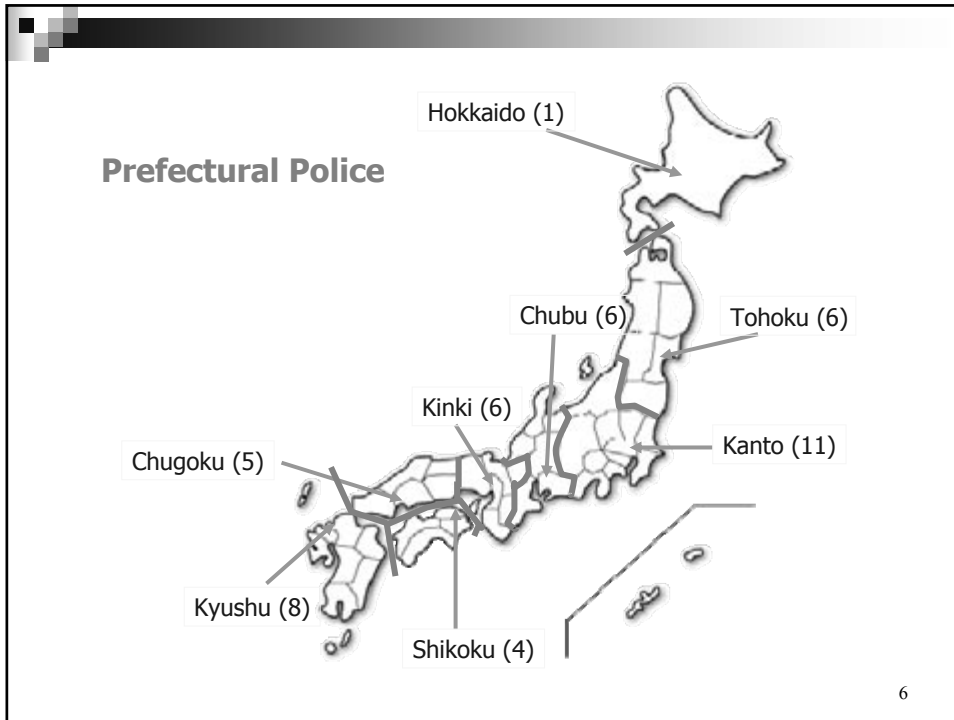 Hokkaido (1)
Prefectural Police
Chubu (6)
Tohoku (6)
Kinki (6)
Kanto (11)
Chugoku (5)
Kyushu (8)
Shikoku (4)
6